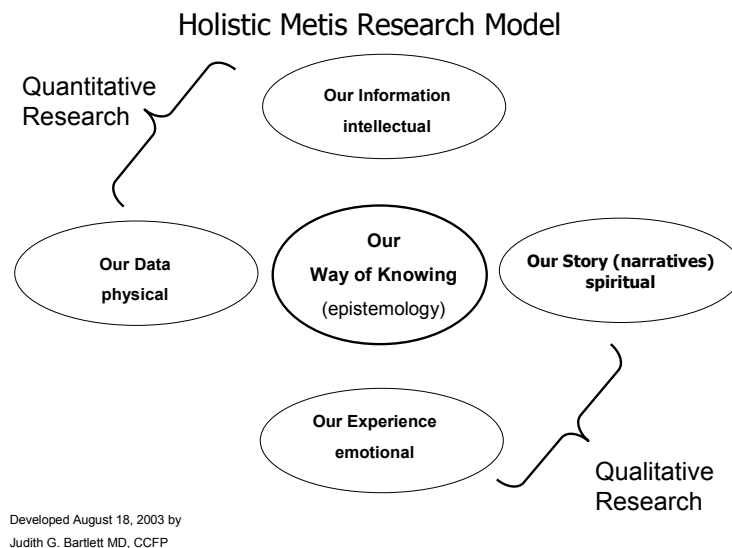 Holistic Metis Research Model
Quantitative
Research
Our Information
intellectual
Our Data
physical
Our
Way of Knowing
(epistemology)
Our Story (narratives)
spiritual
Our Experience
emotional
Qualitative
Research
Developed August 18, 2003 by
Judith G. Bartlett MD, CCFP